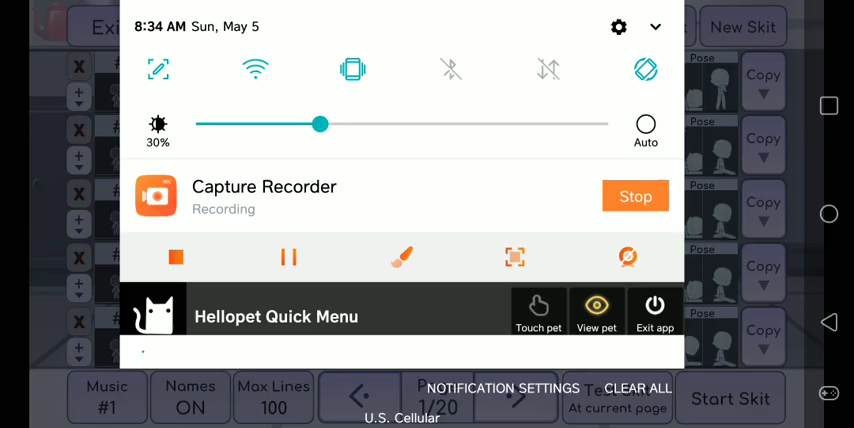 Exi
8:34 AM Sun, May 5
New Skit
30%
Auto
Capture Recorder
Recording
Stop
Hellopet Quick Menu
Touch pet
View pet
Exit app
X
X
X
X
X
Pose
Pose
Pose
Pose
Pose
Copy
Copy
Copy
Copy
Copy
NOTIFICATION SETTINGS
CLEAR ALL
Music
#1
Names
ON
Max Lines
100
1/20
At current page
Start Skit
U.S. Cellular